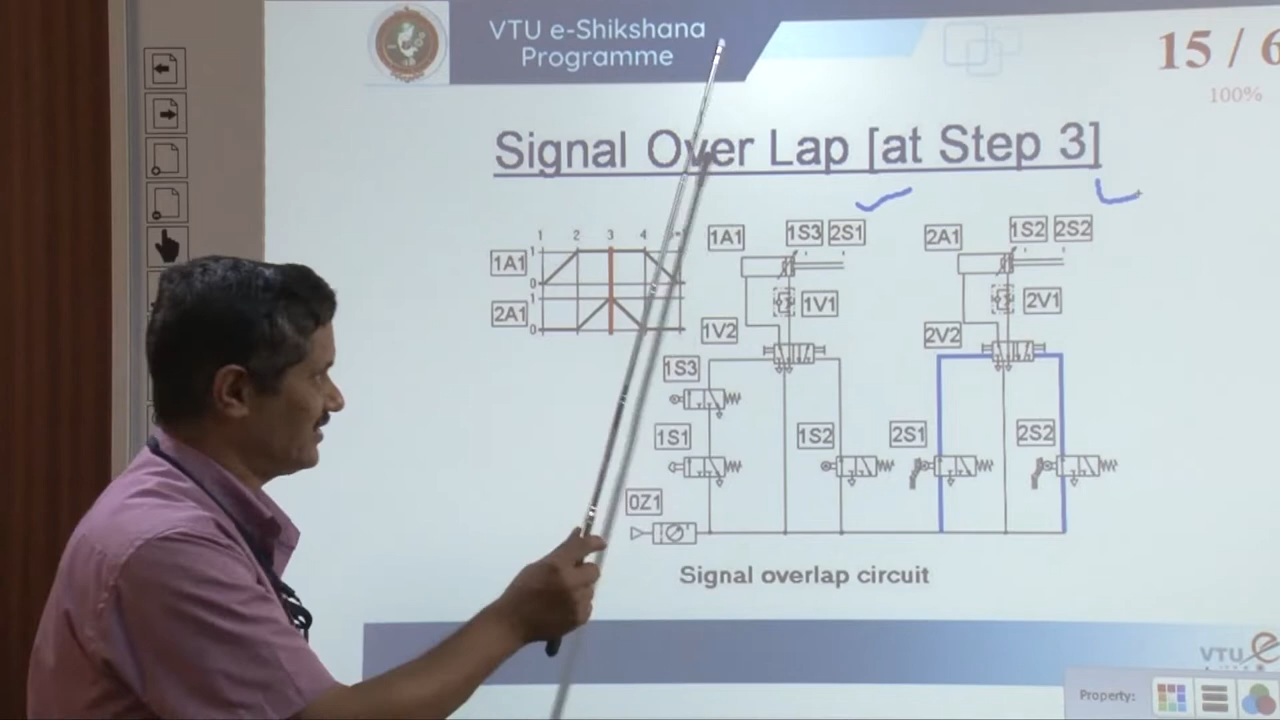 VTU e-Shikshana
Programme
15 / 6
100%
Signal Over Lap [at Step 3]
1 2 3 4
1A1 1 0
2A1 1 0
1A1 1S3 2S1
2A1 1S2 2S2
1V1
2V1
1V2
2V2
1S3
1S1
1S2
2S1
2S2
0Z1
Signal overlap circuit
VTU e
Property: